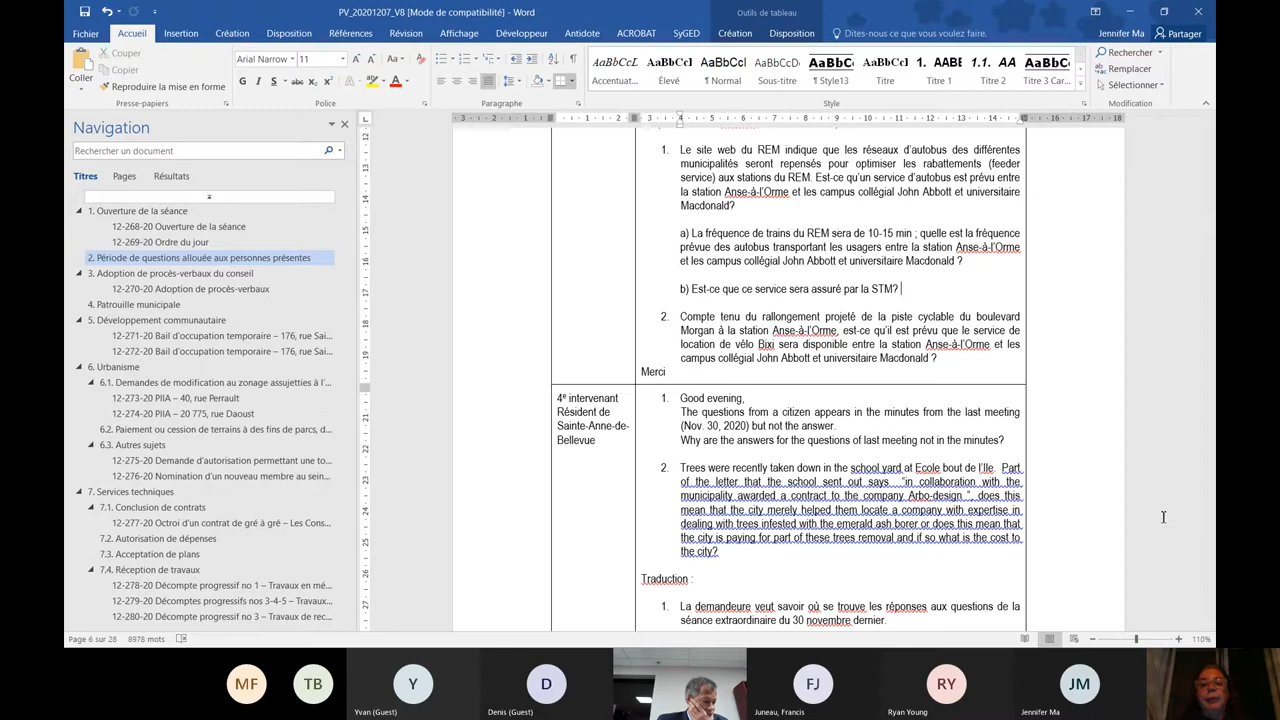 PV_20201207_V8 [Mode de compatibilité] - Word
Outils de tableau
Fichier Accueil Insertion Création Disposition Références Révision Affichage Développeur Antidote ACROBAT SyGED Création Disposition Dites-nous ce que vous voulez faire. Jennifer Ma Partager
Coller
Couper
Copier
Reproduire la mise en forme
Presse-papiers
Arial Narrow 11
G I S abc x₂ x²
Police
Paragraphe
AaBbCcL AaBbCcI AaBbCcI AaBbCcD AaBbCc AaBbCcI 1. AABE 1.1. AA AaBbC
Accentuat... Élevé ¶ Normal Sous-titre ¶ Style13 Titre Titre 1 Titre 2 Titre 3 Car...
Style
Rechercher
Remplacer
Sélectionner
Modification
Navigation
Rechercher un document
Titres Pages Résultats
1. Ouverture de la séance
12-268-20 Ouverture de la séance
12-269-20 Ordre du jour
2. Période de questions allouée aux personnes présentes
3. Adoption de procès-verbaux du conseil
12-270-20 Adoption de procès-verbaux
4. Patrouille municipale
5. Développement communautaire
12-271-20 Bail d'occupation temporaire – 176, rue Sai...
12-272-20 Bail d'occupation temporaire – 176, rue Sai...
6. Urbanisme
6.1. Demandes de modification au zonage assujetties à l'...
12-273-20 PIIA – 40, rue Perrault
12-274-20 PIIA – 20 775, rue Daoust
6.2. Paiement ou cession de terrains à des fins de parcs, d...
6.3. Autres sujets
12-275-20 Demande d'autorisation permettant une to...
12-276-20 Nomination d'un nouveau membre au sein...
7. Services techniques
7.1. Conclusion de contrats
12-277-20 Octroi d'un contrat de gré à gré – Les Cons...
7.2. Autorisation de dépenses
7.3. Acceptation de plans
7.4. Réception de travaux
12-278-20 Décompte progressif no 1 – Travaux en mé...
12-279-20 Décomptes progressifs nos 3-4-5 – Travaux...
12-280-20 Décompte progressif no 3 – Travaux de rec...
1. Le site web du REM indique que les réseaux d'autobus des différentes
municipalités seront repensés pour optimiser les rabattements (feeder
service) aux stations du REM. Est-ce qu'un service d'autobus est prévu entre
la station Anse-à-l'Orme et les campus collégial John Abbott et universitaire
Macdonald?
a) La fréquence de trains du REM sera de 10-15 min ; quelle est la fréquence
prévue des autobus transportant les usagers entre la station Anse-à-l'Orme
et les campus collégial John Abbott et universitaire Macdonald ?
b) Est-ce que ce service sera assuré par la STM?
2. Compte tenu du rallongement projeté de la piste cyclable du boulevard
Morgan à la station Anse-à-l'Orme, est-ce qu'il est prévu que le service de
location de vélo Bixi sera disponible entre la station Anse-à-l'Orme et les
campus collégial John Abbott et universitaire Macdonald ?
Merci
4e intervenant
Résident de
Sainte-Anne-de-
Bellevue
1. Good evening,
The questions from a citizen appears in the minutes from the last meeting
(Nov. 30, 2020) but not the answer.
Why are the answers for the questions of last meeting not in the minutes?
2. Trees were recently taken down in the school yard at Ecole bout de l'Ile. Part
of the letter that the school sent out says "in collaboration with the
municipality awarded a contract to the company Arbo-design ", does this
mean that the city merely helped them locate a company with expertise in
dealing with trees infested with the emerald ash borer or does this mean that
the city is paying for part of these trees removal and if so what is the cost to
the city?
Traduction :
1. La demandeure veut savoir où se trouve les réponses aux questions de la
séance extraordinaire du 30 novembre dernier.
Page 6 sur 28 8978 mots
110%
MF TB Y D FJ RY JM
Yvan (Guest) Denis (Guest) Juneau, Francis Ryan Young Jennifer Ma